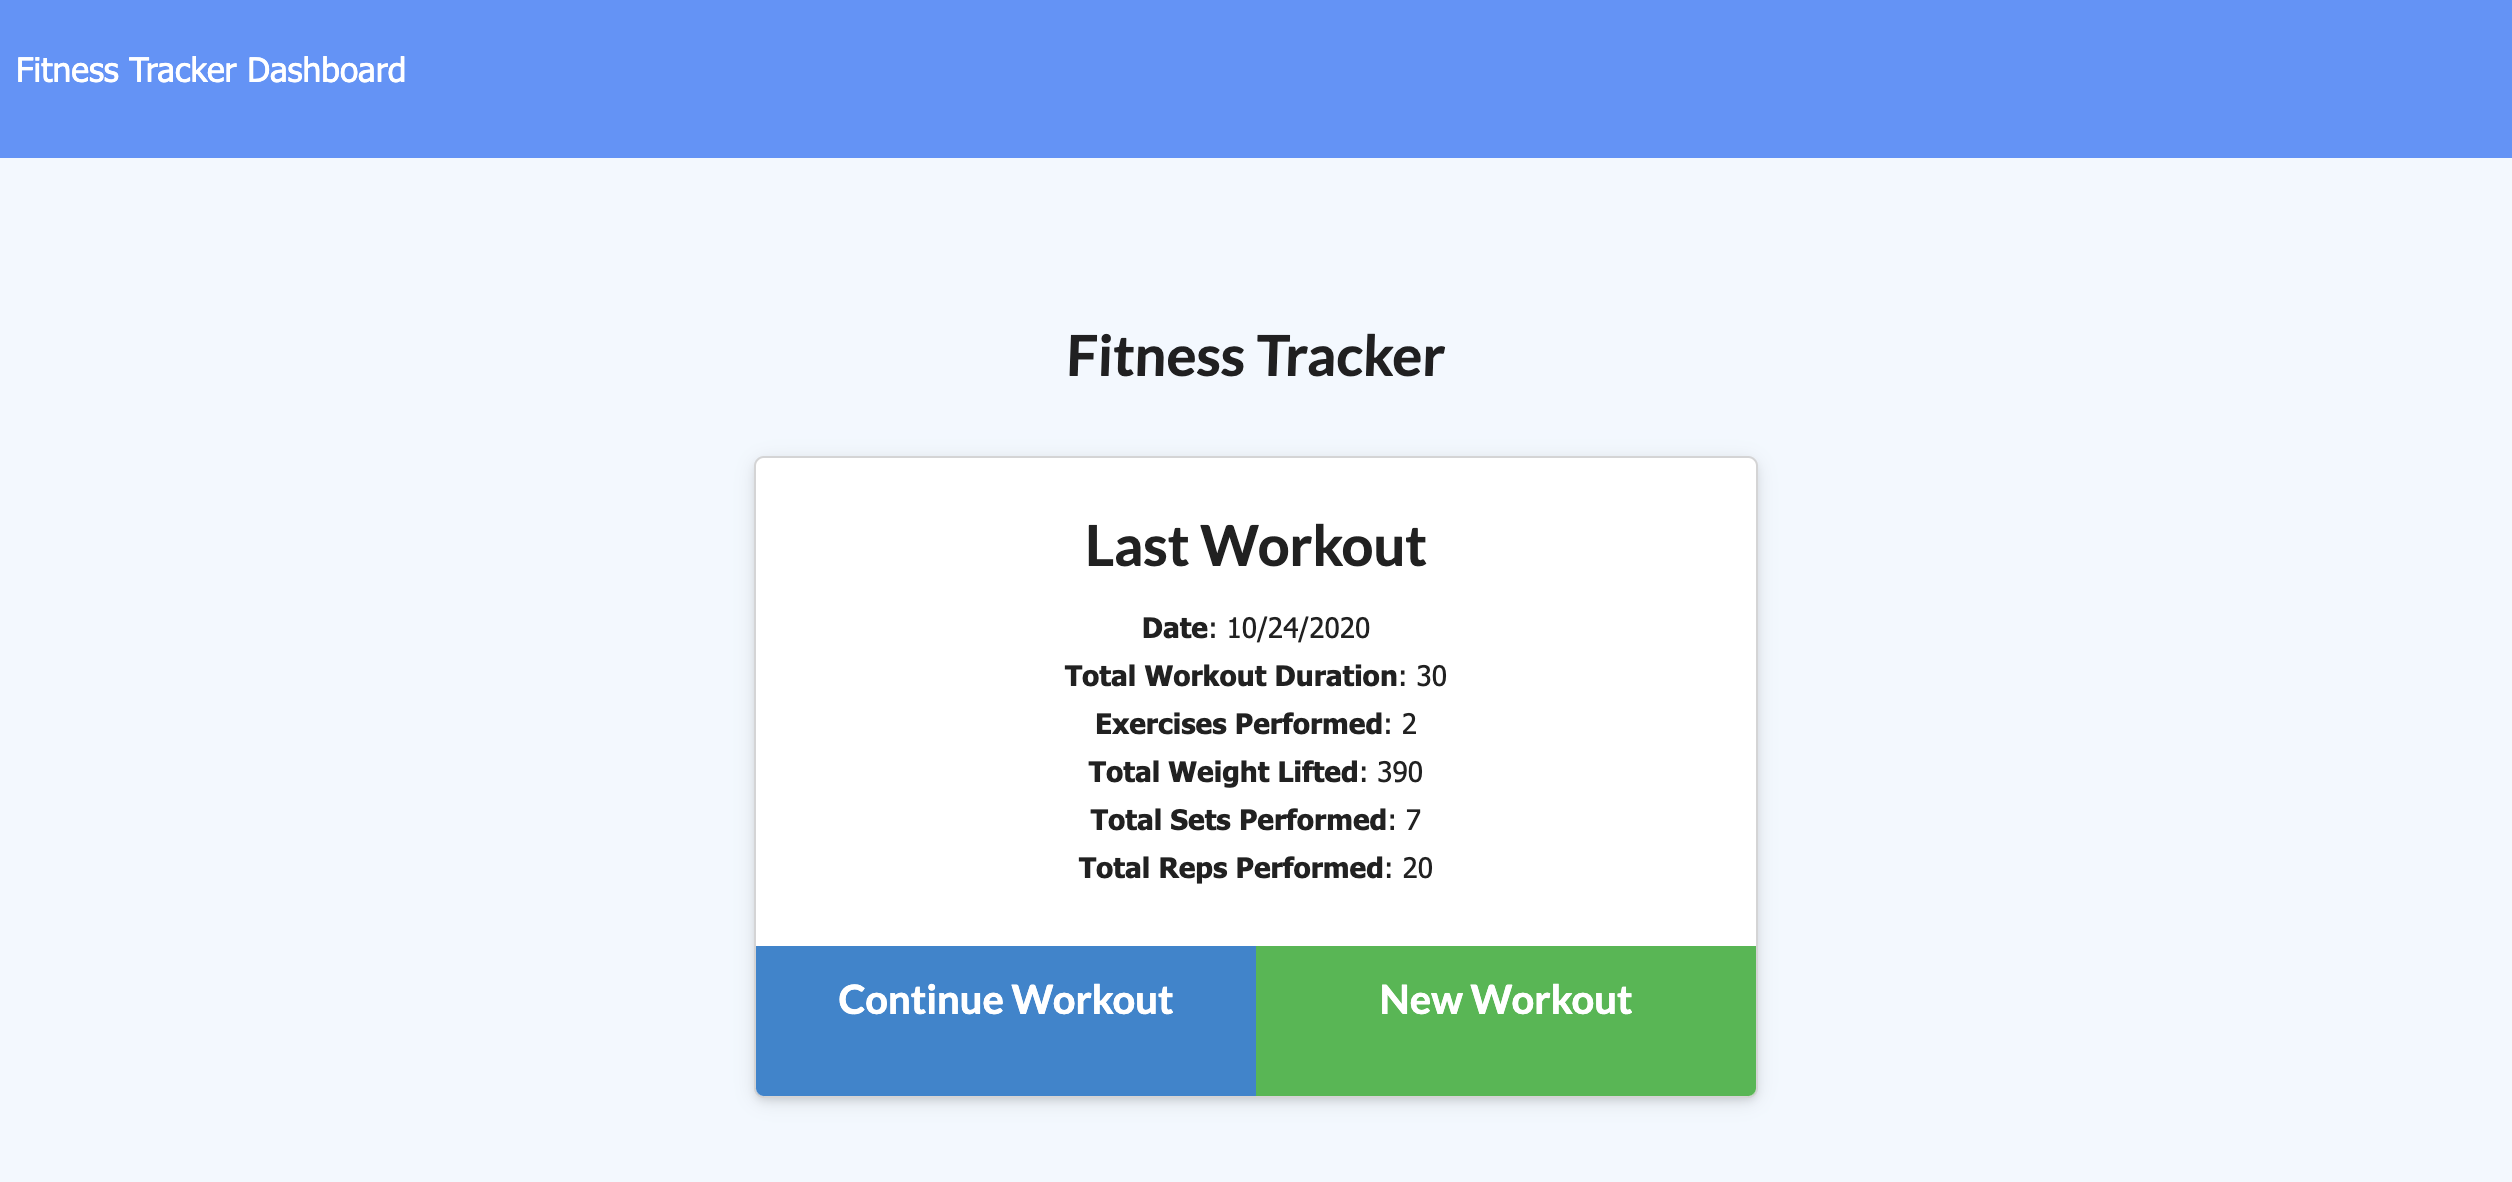 Fitness Tracker Dashboard
Fitness Tracker
Last Workout
Date: 10/24/2020
Total Workout Duration: 30
Exercises Performed: 2
Total Weight Lifted: 390
Total Sets Performed: 7
Total Reps Performed: 20
Continue Workout
New Workout